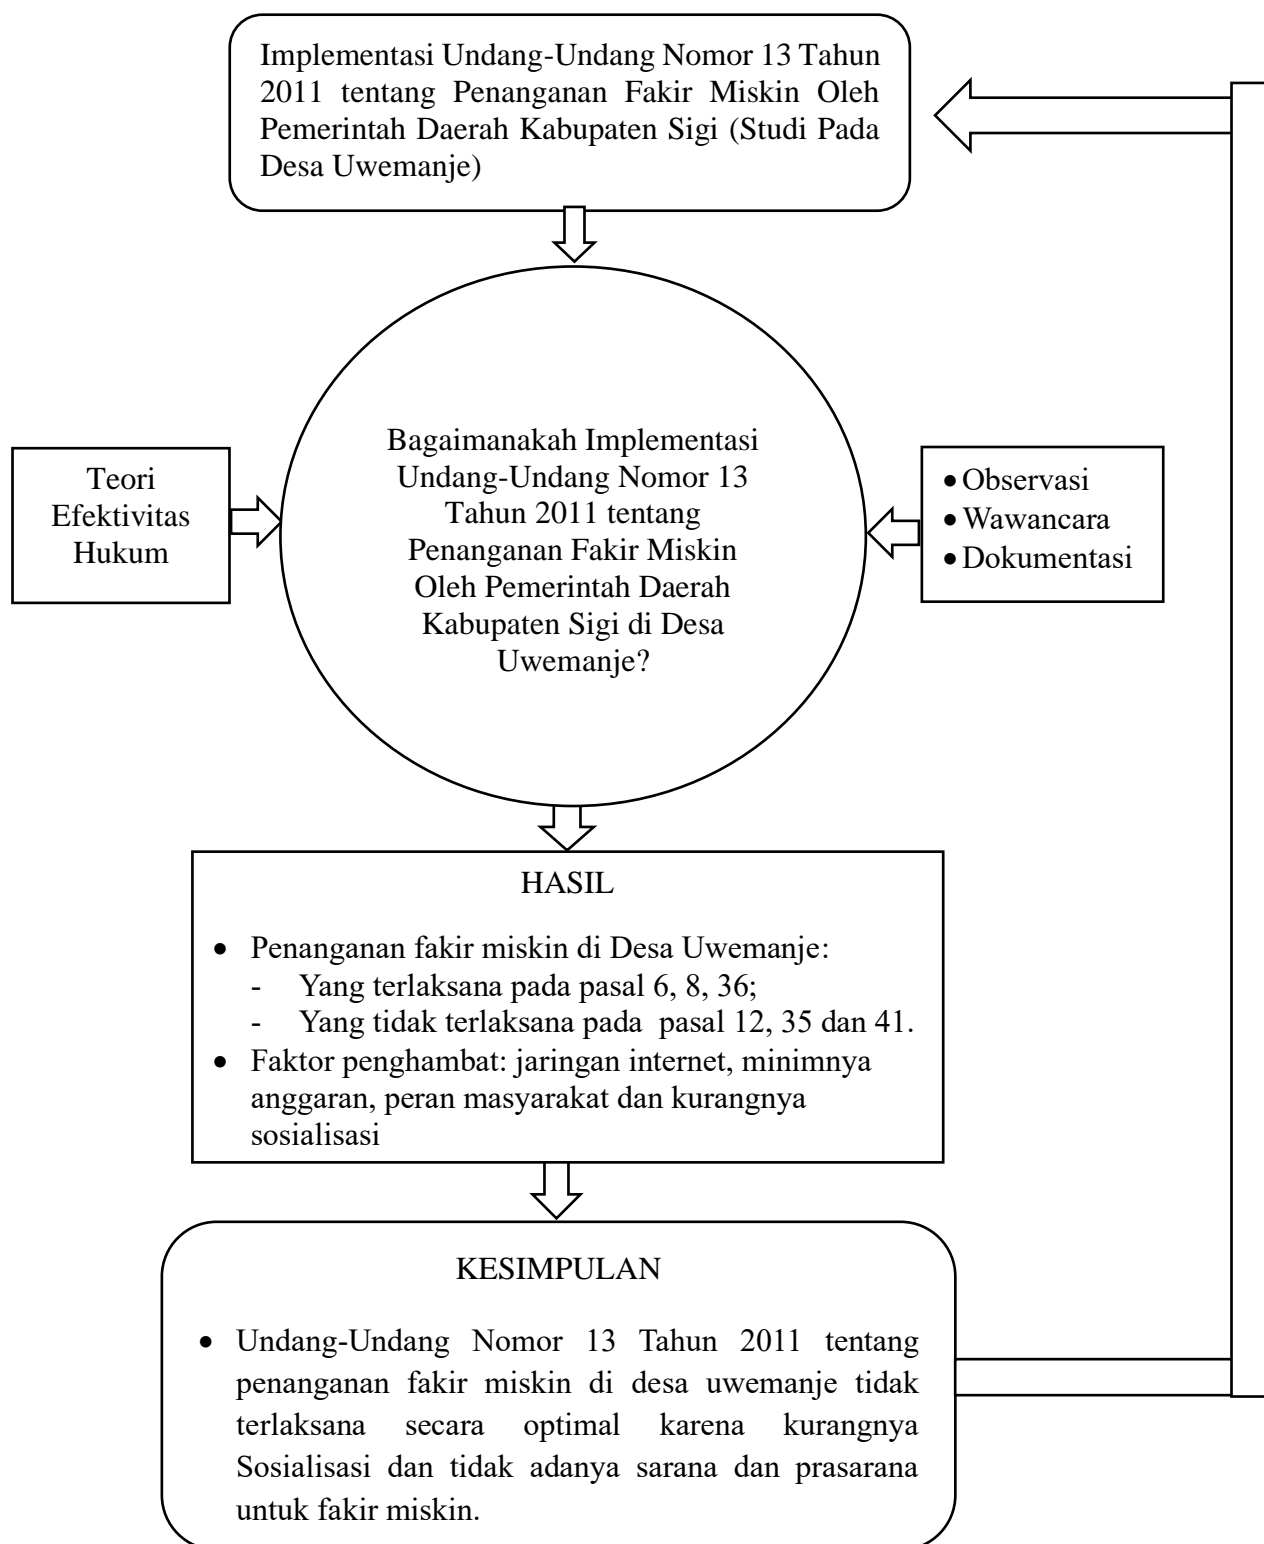 Implementasi Undang-Undang Nomor 13 Tahun
2011 tentang Penanganan Fakir Miskin Oleh
Pemerintah Daerah Kabupaten Sigi (Studi Pada
Desa Uwemanje)
Teori
Efektivitas
Hukum
Bagaimanakah Implementasi
Undang-Undang Nomor 13
Tahun 2011 tentang
Penanganan Fakir Miskin
Oleh Pemerintah Daerah
Kabupaten Sigi di Desa
Uwemanje?
• Observasi
• Wawancara
• Dokumentasi
HASIL
• Penanganan fakir miskin di Desa Uwemanje:
- Yang terlaksana pada pasal 6, 8, 36;
- Yang tidak terlaksana pada pasal 12, 35 dan 41.
• Faktor penghambat: jaringan internet, minimnya
anggaran, peran masyarakat dan kurangnya
sosialisasi
KESIMPULAN
• Undang-Undang Nomor 13 Tahun 2011 tentang
penanganan fakir miskin di desa uwemanje tidak
terlaksana secara optimal karena kurangnya
Sosialisasi dan tidak adanya sarana dan prasarana
untuk fakir miskin.